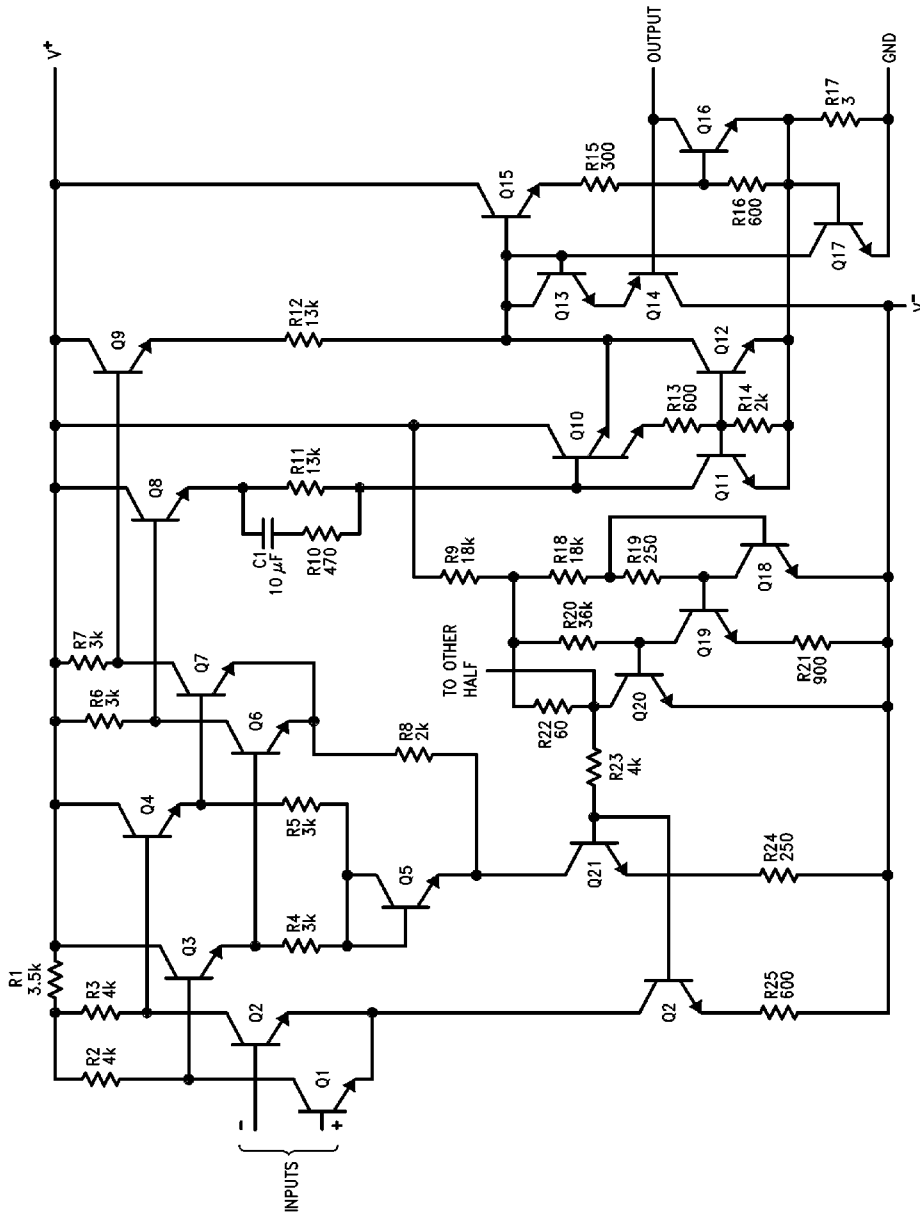 V+
R1
3.5k
R2
4k
R3
4k
R7
3k
R6
3k
Q9
Q8
Q4
Q3
Q7
Q6
Q2
Q1
INPUTS
-
+
R5
3k
R4
3k
Q5
R8
2k
C1
10 μF
R10
470
R11
13k
R12
13k
Q10
Q15
Q13
Q14
R15
300
Q16
OUTPUT
R13
600
R14
2k
Q11
Q12
R16
600
Q17
R17
3
GND
V-
R9
18k
R18
18k
R19
250
R20
36k
R22
60
TO OTHER
HALF
R23
4k
Q18
Q19
Q20
R21
900
Q21
R24
250
Q2
R25
600